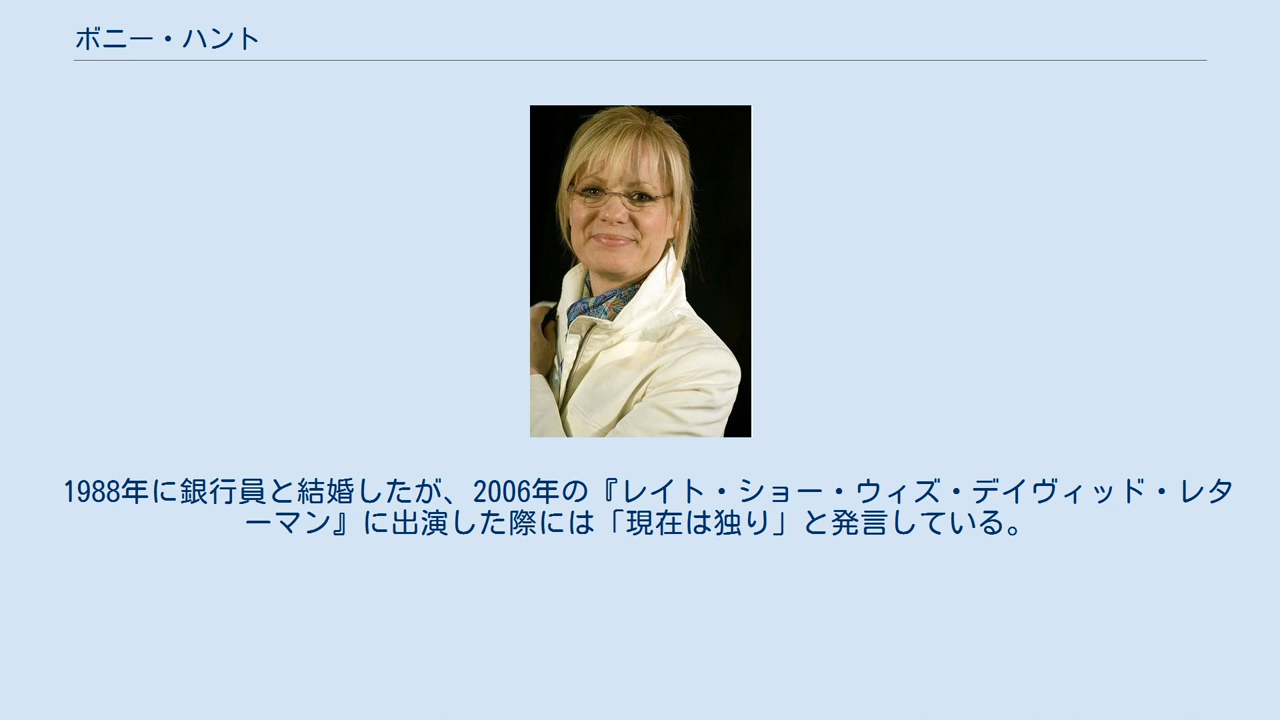 ボニー・ハント
1988年に銀行員と結婚したが、2006年の『レイト・ショー・ウィズ・デイヴィッド・レタ
ーマン』に出演した際には「現在は独り」と発言している。